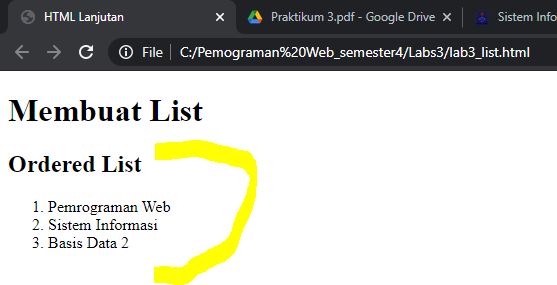 HTML Lanjutan
Praktikum 3.pdf - Google Drive
Sistem Info
File
C:/Pemograman%20Web_semester4/Labs3/lab3_list.html
Membuat List
Ordered List
1. Pemrograman Web
2. Sistem Informasi
3. Basis Data 2